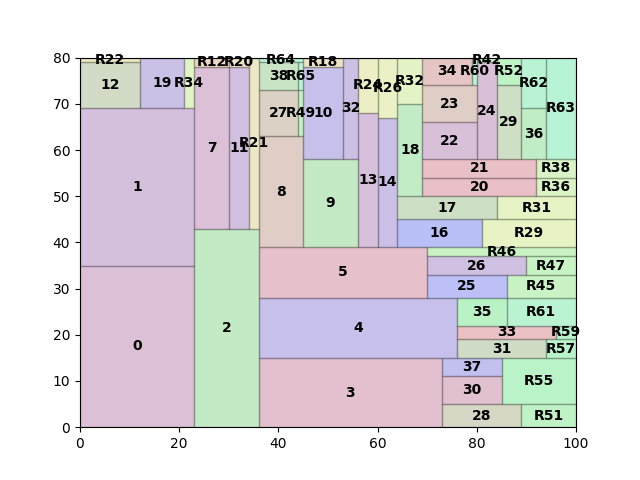 80 R22 R12 R20 R64 R18 R42
12 19 R34 38 R65 R24 R26 R32 34 R60 R52 R62
70
27 R49 10 32 23 24 29 R63
7 11 R21 22 36
60
1 8 9 13 14 18 21 R38
50 20 R36
17 R31
40 16 R29
R46
5 26 R47
30 25 R45
2 4 35 R61
20 0 33 R59
31 R57
37 R55
10 3 30
28 R51
0
0 20 40 60 80 100